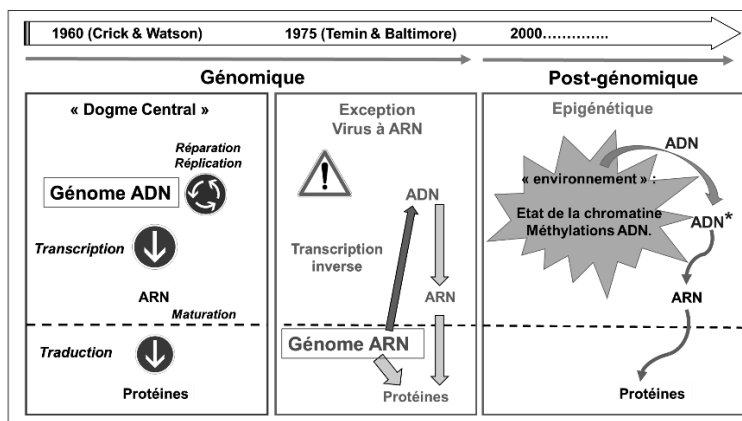 1960 (Crick & Watson)
1975 (Temin & Baltimore)
2000…………..
Génomique
Post-génomique
« Dogme Central »
Réparation
Réplication
Génome ADN
Transcription
ARN
Maturation
Traduction
Protéines
Exception
Virus à ARN
!
ADN
Transcription
inverse
ARN
Génome ARN
Protéines
Epigénétique
ADN
« environnement » :
Etat de la chromatine
Méthylations ADN.
ADN*
ARN
Protéines